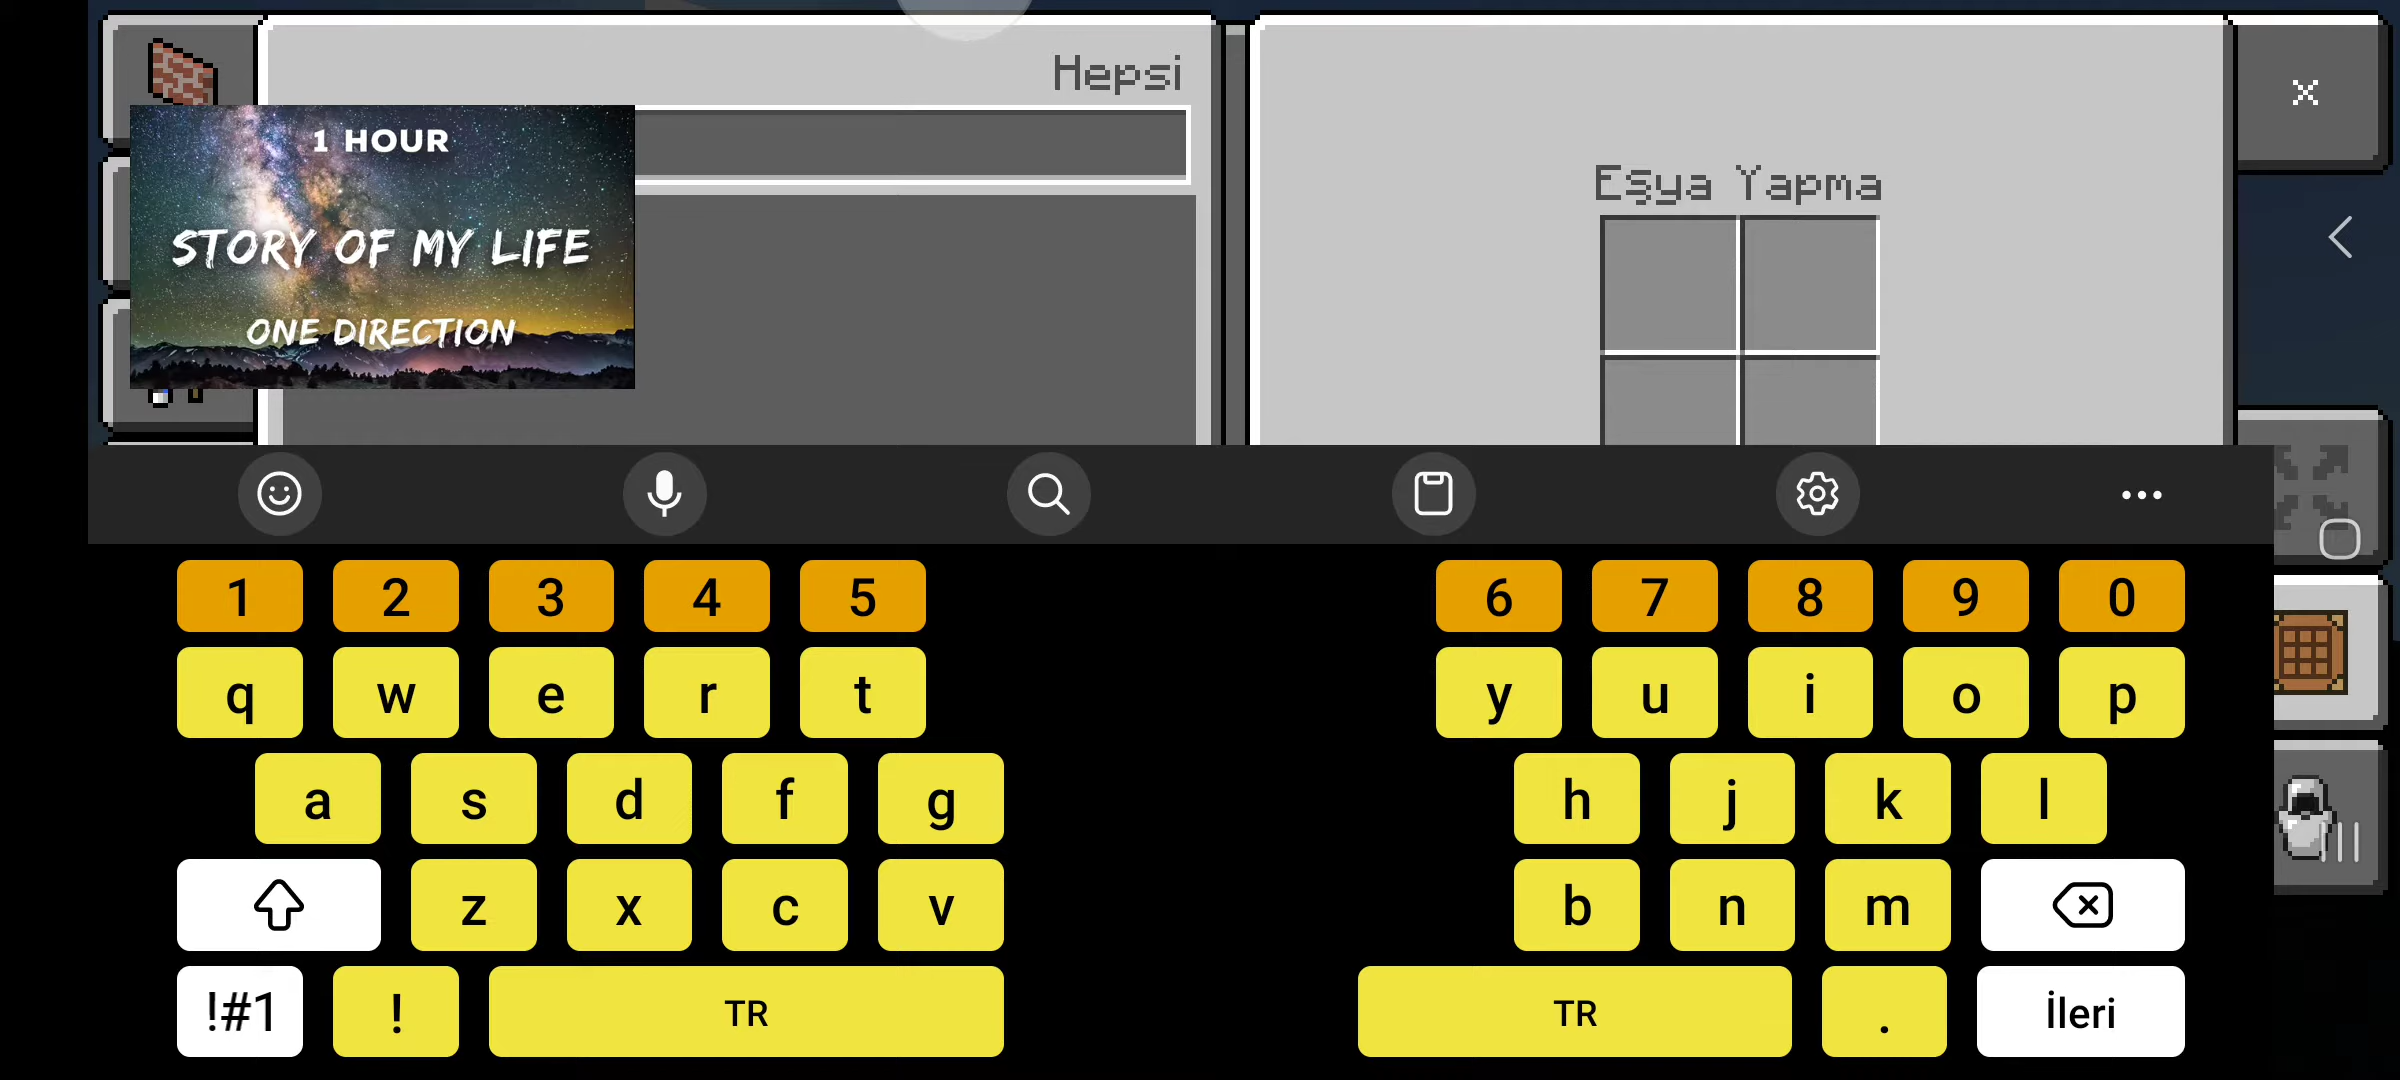 Hepsi
1 HOUR
STORY OF MY LIFE
ONE DIRECTION
Eşya Yapma
1 2 3 4 5 6 7 8 9 0
q w e r t y u i o p
a s d f g h j k l
z x c v b n m
!#1 ! TR TR . İleri